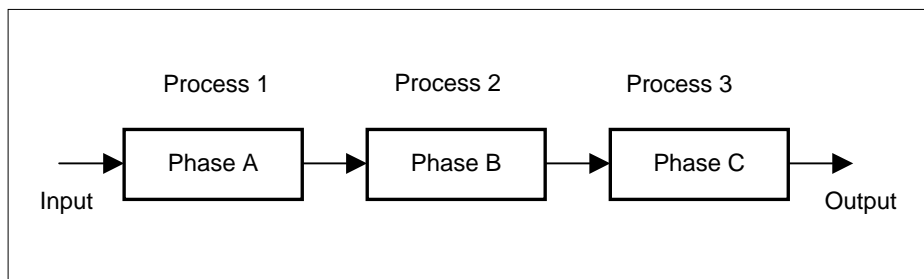 Process 1 Process 2 Process 3
Phase A Phase B Phase C
Input Output